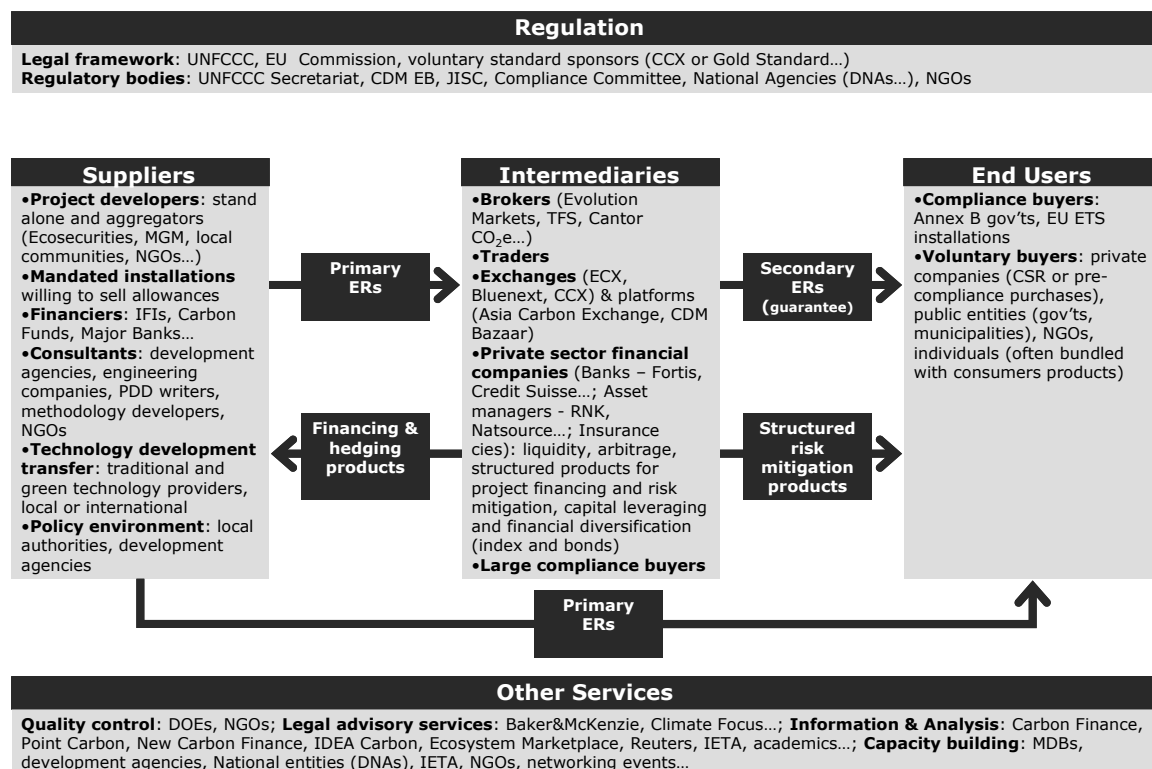 Regulation
Legal framework: UNFCCC, EU Commission, voluntary standard sponsors (CCX or Gold Standard…)
Regulatory bodies: UNFCCC Secretariat, CDM EB, JISC, Compliance Committee, National Agencies (DNAs…), NGOs
Suppliers
•Project developers: stand
alone and aggregators
(Ecosecurities, MGM, local
communities, NGOs…)
•Mandated installations
willing to sell allowances
•Financiers: IFIs, Carbon
Funds, Major Banks…
•Consultants: development
agencies, engineering
companies, PDD writers,
methodology developers,
NGOs
•Technology development
transfer: traditional and
green technology providers,
local or international
•Policy environment: local
authorities, development
agencies
Primary
ERs
Financing &
hedging
products
Intermediaries
•Brokers (Evolution
Markets, TFS, Cantor
CO2e…)
•Traders
•Exchanges (ECX,
Bluenext, CCX) & platforms
(Asia Carbon Exchange, CDM
Bazaar)
•Private sector financial
companies (Banks – Fortis,
Credit Suisse…; Asset
managers - RNK,
Natsource…; Insurance
cies): liquidity, arbitrage,
structured products for
project financing and risk
mitigation, capital leveraging
and financial diversification
(index and bonds)
•Large compliance buyers
Secondary
ERs
(guarantee)
Structured
risk
mitigation
products
End Users
•Compliance buyers:
Annex B gov'ts, EU ETS
installations
•Voluntary buyers: private
companies (CSR or pre-
compliance purchases),
public entities (gov'ts,
municipalities), NGOs,
individuals (often bundled
with consumers products)
Primary
ERs
Other Services
Quality control: DOEs, NGOs; Legal advisory services: Baker&McKenzie, Climate Focus…; Information & Analysis: Carbon Finance,
Point Carbon, New Carbon Finance, IDEA Carbon, Ecosystem Marketplace, Reuters, IETA, academics…; Capacity building: MDBs,
development agencies, National entities (DNAs), IETA, NGOs, networking events…